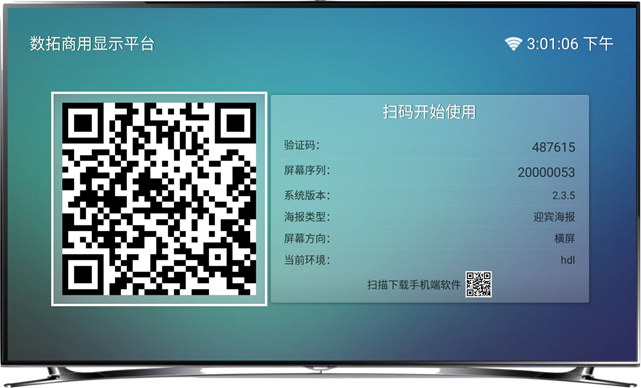 数拓商用显示平台
3:01:06 下午
扫码开始使用
验证码： 487615
屏幕序列： 20000053
系统版本： 2.3.5
海报类型： 迎宾海报
屏幕方向： 横屏
当前环境： hdl
扫描下载手机端软件